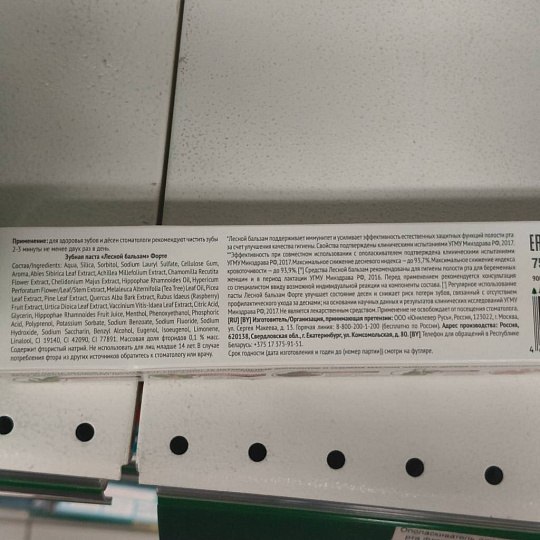 Применение: для здоровья зубов и дёсен стоматологи рекомендуют чистить зубы
2-3 минуты не менее двух раз в день.
Зубная паста «Лесной бальзам» Форте
Состав/Ingredients: Aqua, Silica, Sorbitol, Sodium Lauryl Sulfate, Cellulose Gum,
Aroma, Abies Sibirica Leaf Extract, Achillea Millefolium Extract, Chamomilla Recutita
Flower Extract, Chelidonium Majus Extract, Hippophae Rhamnoides Oil, Hypericum
Perforatum Flower/Leaf/Stem Extract, Melaleuca Alternifolia (Tea Tree) Leaf Oil, Picea
Leaf Extract, Pine Leaf Extract, Quercus Alba Bark Extract, Rubus Idaeus (Raspberry)
Fruit Extract, Urtica Dioica Leaf Extract, Vaccinium Vitis-Idaea Leaf Extract, Citric Acid,
Glycerin, Hippophae Rhamnoides Fruit Juice, Menthol, Phenoxyethanol, Phosphoric
Acid, Polyglycerol, Potassium Sorbate, Sodium Benzoate, Sodium Fluoride, Sodium
Hydroxide, Sodium Saccharin, Benzyl Alcohol, Eugenol, Isoeugenol, Limonene,
Linalool, CI 19140, CI 42090, CI 77891. Массовая доля фторидов 0,1 % масс.
Содержит фтористый натрий. Не использовать для лиц младше 14 лет. В случае
потребления фтора из других источников обратитесь к стоматологу или врачу.
*Лесной бальзам поддерживает иммунитет и усиливает эффективность естественных защитных функций полости рта
за счет улучшения качества гигиены. Свойства подтверждены клиническими испытаниями УГМУ Минздрава РФ, 2017.
**Эффективность при совместном использовании с ополаскивателем подтверждена клиническими испытаниями
УГМУ Минздрава РФ, 2017. Максимальное снижение десневого индекса – до 93,7%. Максимальное снижение индекса
кровоточивости – до 93,9%. [*] Средства Лесной Бальзам рекомендованы для гигиены полости рта для беременных
женщин и в период лактации УГМУ Минздрава РФ, 2016. Перед применением рекомендуется консультация
со специалистом ввиду возможной индивидуальной реакции на компоненты состава. Регулярное использование
пасты Лесной Бальзам Форте улучшает состояние десен и снижает риск потери зубов, связанный с отсутствием
профилактического ухода за деснами; на основании научных данных и результатов клинических исследований УГМУ
Минздрава РФ, 2017. Не является лекарственным средством. Применение не освобождает от посещения стоматолога.
[RU] [BY] Изготовитель/Организация, принимающая претензии: ООО «Юнилевер Русь», Россия, 123022, г. Москва,
ул. Сергея Макеева, д. 13. Горячая линия: 8-800-200-1-200 (бесплатно по России). Адрес производства: Россия,
620138, Свердловская обл., г. Екатеринбург, ул. Комсомольская, д. 80. [BY] Телефон для обращений в Республике
Беларусь: +375 17 375-91-51.
Срок годности (дата изготовления и годен до (номер партии)) смотри на футляре.